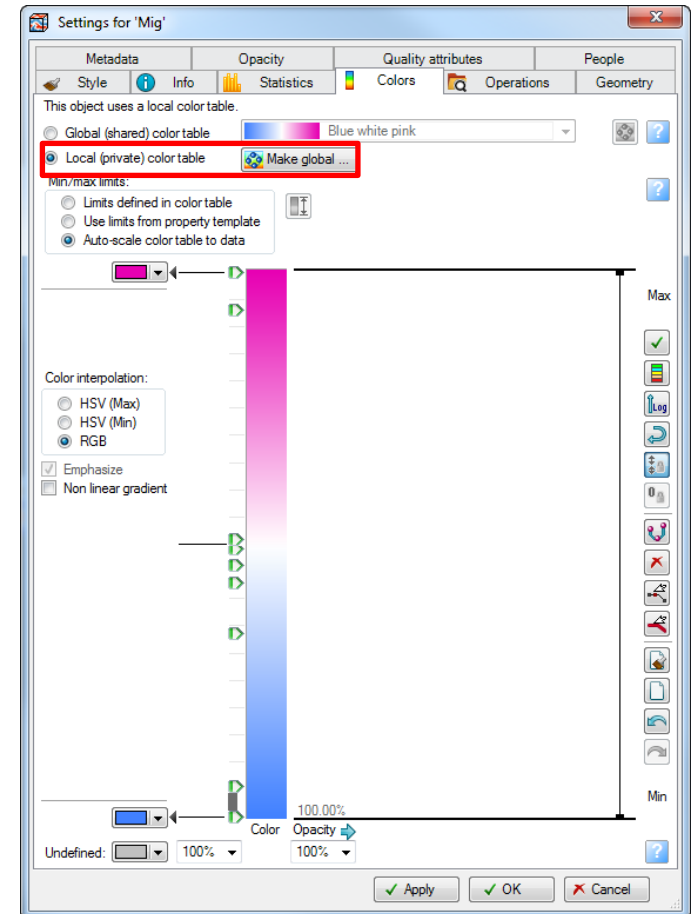 Settings for 'Mig'
Metadata Opacity Quality attributes People
Style Info Statistics Colors Operations Geometry
This object uses a local color table.
Global (shared) color table Blue white pink
Local (private) color table Make global ...
Min/max limits:
Limits defined in color table
Use limits from property template
Auto-scale color table to data
Max
Color interpolation:
HSV (Max)
HSV (Min)
RGB
Log
Emphasize
Non linear gradient
0
Min
100.00%
Color Opacity
Undefined: 100% 100%
Apply OK Cancel